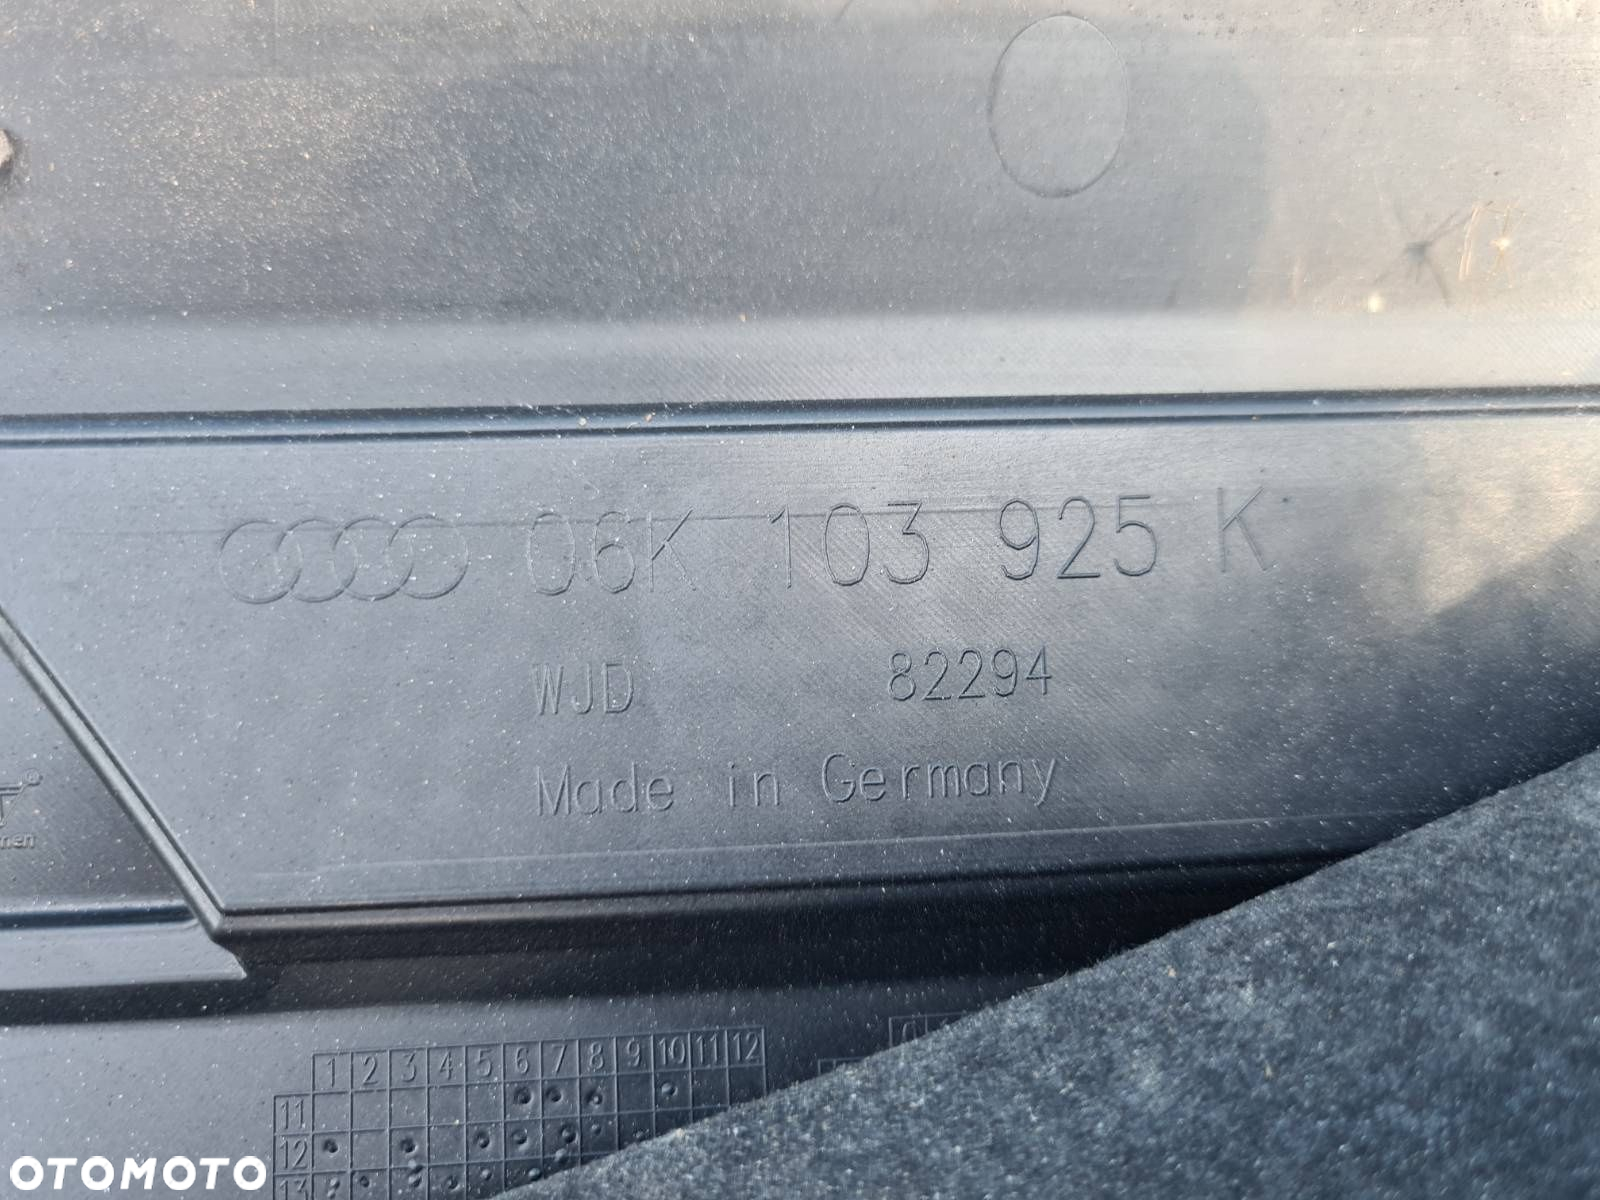 06K 103 925 K
WJD 82294
Made in Germany
®
1 2 3 4 5 6 7 8 9 10 11 12
11
12
13
OTOMOTO